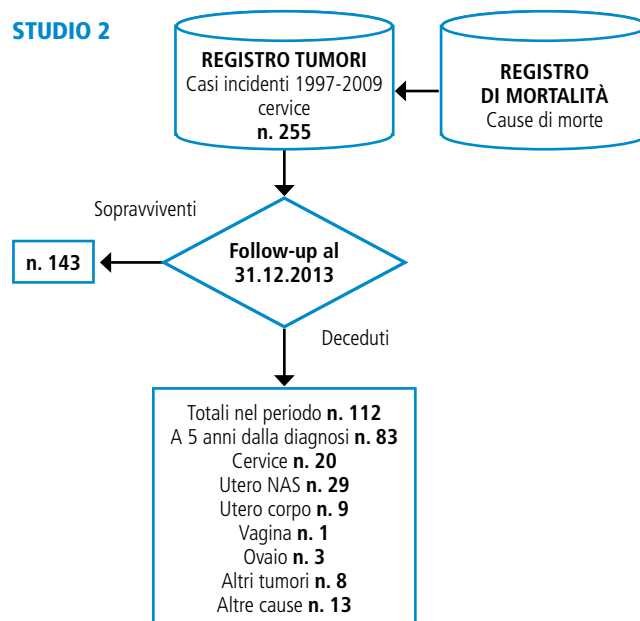 STUDIO 2
REGISTRO TUMORI
Casi incidenti 1997-2009
cervice
n. 255
REGISTRO
DI MORTALITÀ
Cause di morte
Sopravviventi
n. 143
Follow-up al
31.12.2013
Deceduti
Totali nel periodo n. 112
A 5 anni dalla diagnosi n. 83
Cervice n. 20
Utero NAS n. 29
Utero corpo n. 9
Vagina n. 1
Ovaio n. 3
Altri tumori n. 8
Altre cause n. 13